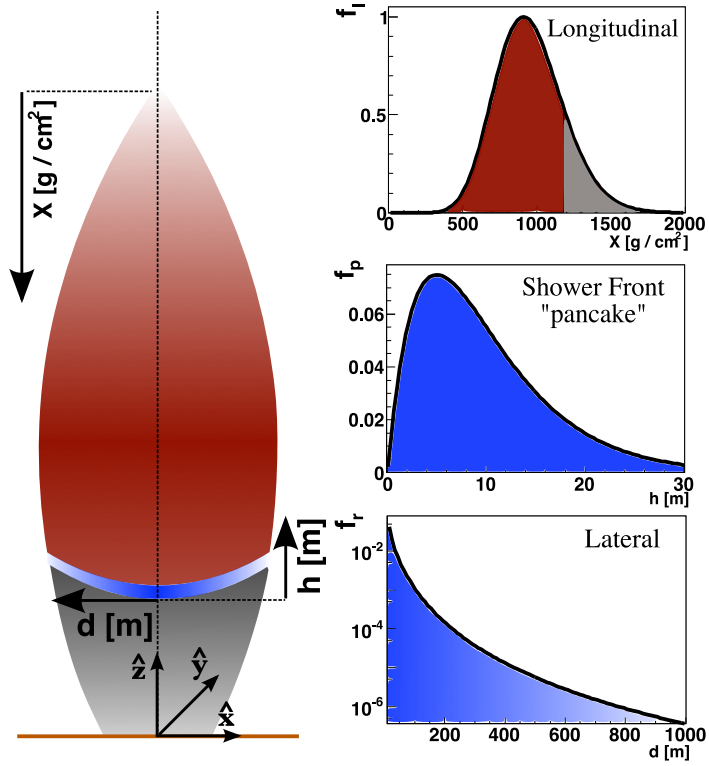 X [g / cm²]
h [m]
d [m]
ẑ
ŷ
x̂
f_l
Longitudinal
1
0.5
0
0 500 1000 1500 2000
X [g / cm²]
f_p
Shower Front
"pancake"
0.06
0.04
0.02
0
0 10 20 30
h [m]
f_r
Lateral
10⁻²
10⁻⁴
10⁻⁶
200 400 600 800 1000
d [m]